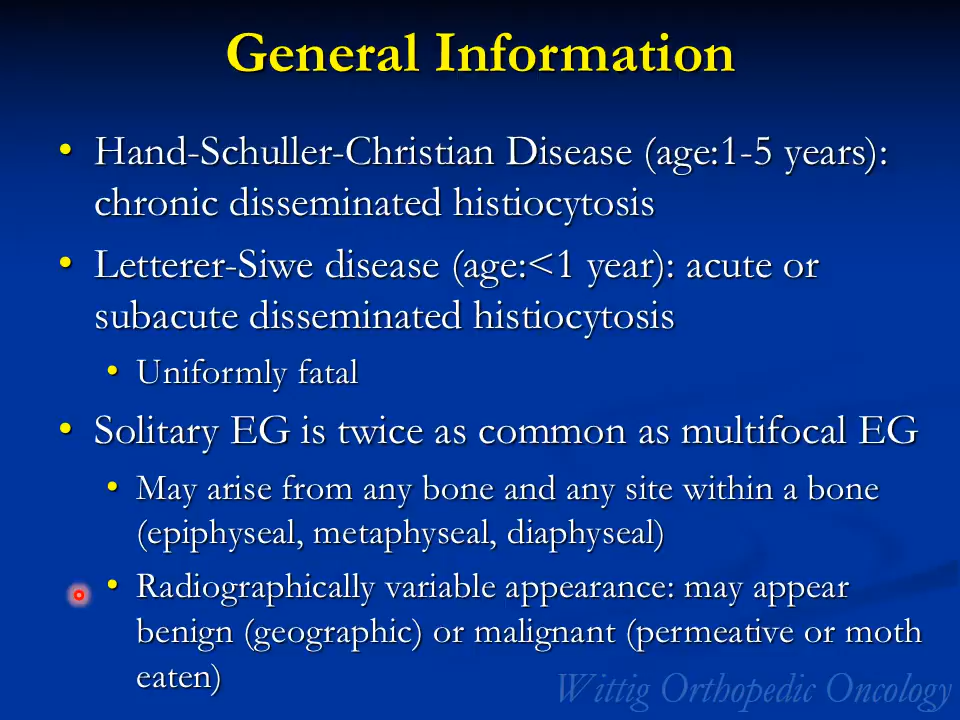 General Information
• Hand-Schuller-Christian Disease (age:1-5 years):
chronic disseminated histiocytosis
• Letterer-Siwe disease (age:<1 year): acute or
subacute disseminated histiocytosis
• Uniformly fatal
• Solitary EG is twice as common as multifocal EG
• May arise from any bone and any site within a bone
(epiphyseal, metaphyseal, diaphyseal)
• Radiographically variable appearance: may appear
benign (geographic) or malignant (permeative or moth
eaten)
Wittig Orthopedic Oncology